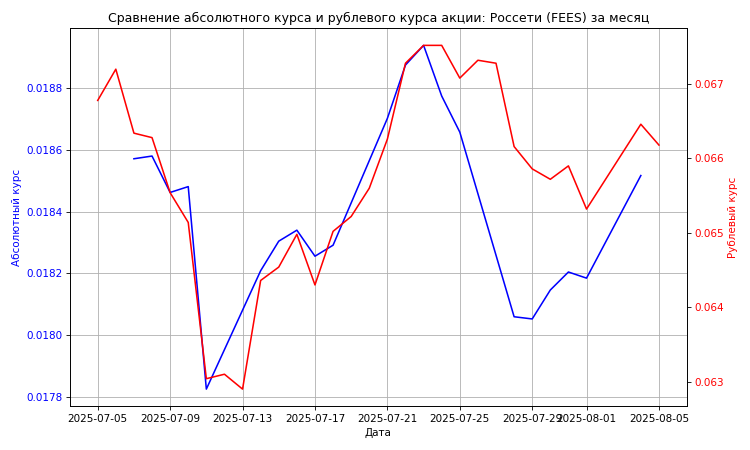 Сравнение абсолютного курса и рублевого курса акции: Россети (FEES) за месяц
Абсолютный курс
0.0188
0.0186
0.0184
0.0182
0.0180
0.0178
0.067
0.066
0.065
0.064
0.063
Рублевый курс
2025-07-05 2025-07-09 2025-07-13 2025-07-17 2025-07-21 2025-07-25 2025-07-29 2025-08-01 2025-08-05
Дата